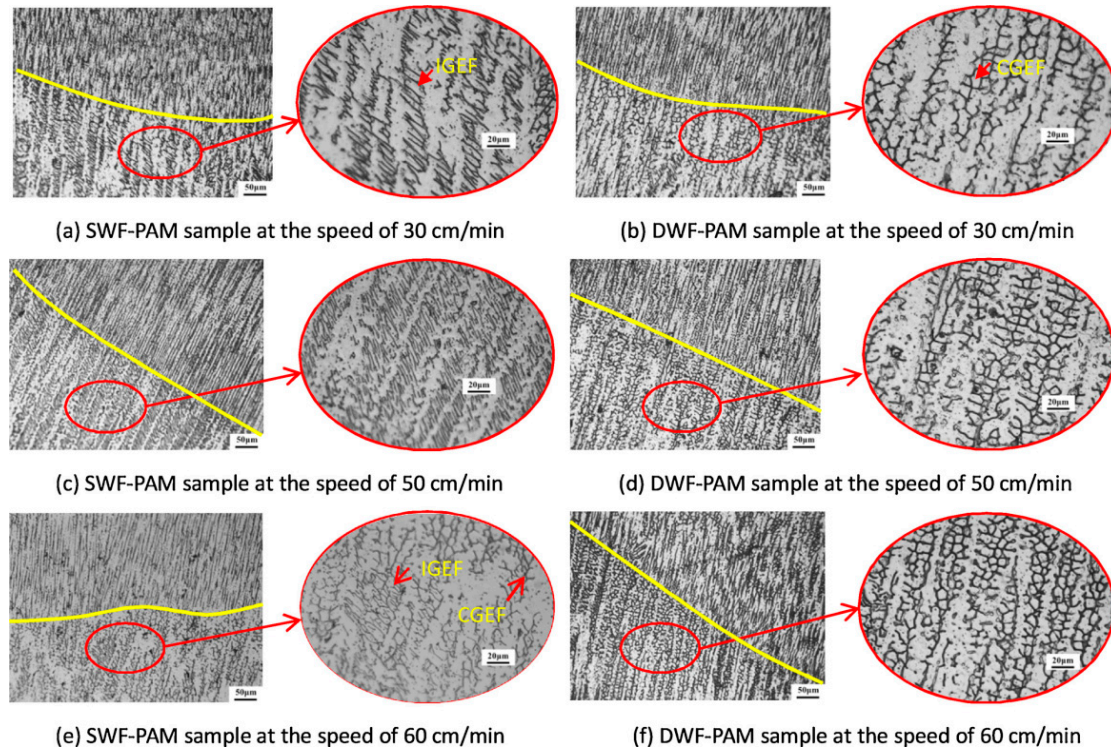 IGEF
20μm
50μm
CGEF
20μm
50μm
(a) SWF-PAM sample at the speed of 30 cm/min
(b) DWF-PAM sample at the speed of 30 cm/min
20μm
50μm
20μm
50μm
(c) SWF-PAM sample at the speed of 50 cm/min
(d) DWF-PAM sample at the speed of 50 cm/min
IGEF
CGEF
20μm
50μm
20μm
50μm
(e) SWF-PAM sample at the speed of 60 cm/min
(f) DWF-PAM sample at the speed of 60 cm/min